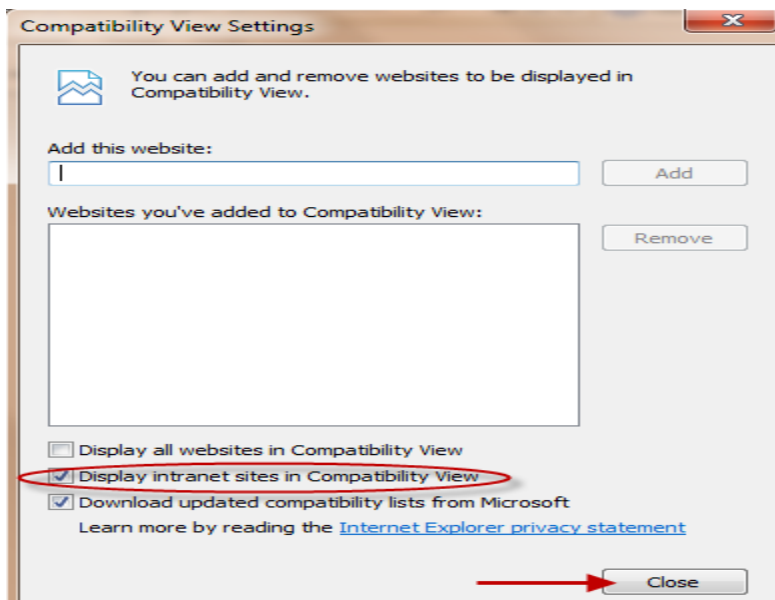 Compatibility View Settings
You can add and remove websites to be displayed in
Compatibility View.
Add this website:
Add
Websites you've added to Compatibility View:
Remove
Display all websites in Compatibility View
Display intranet sites in Compatibility View
Download updated compatibility lists from Microsoft
Learn more by reading the Internet Explorer privacy statement
Close